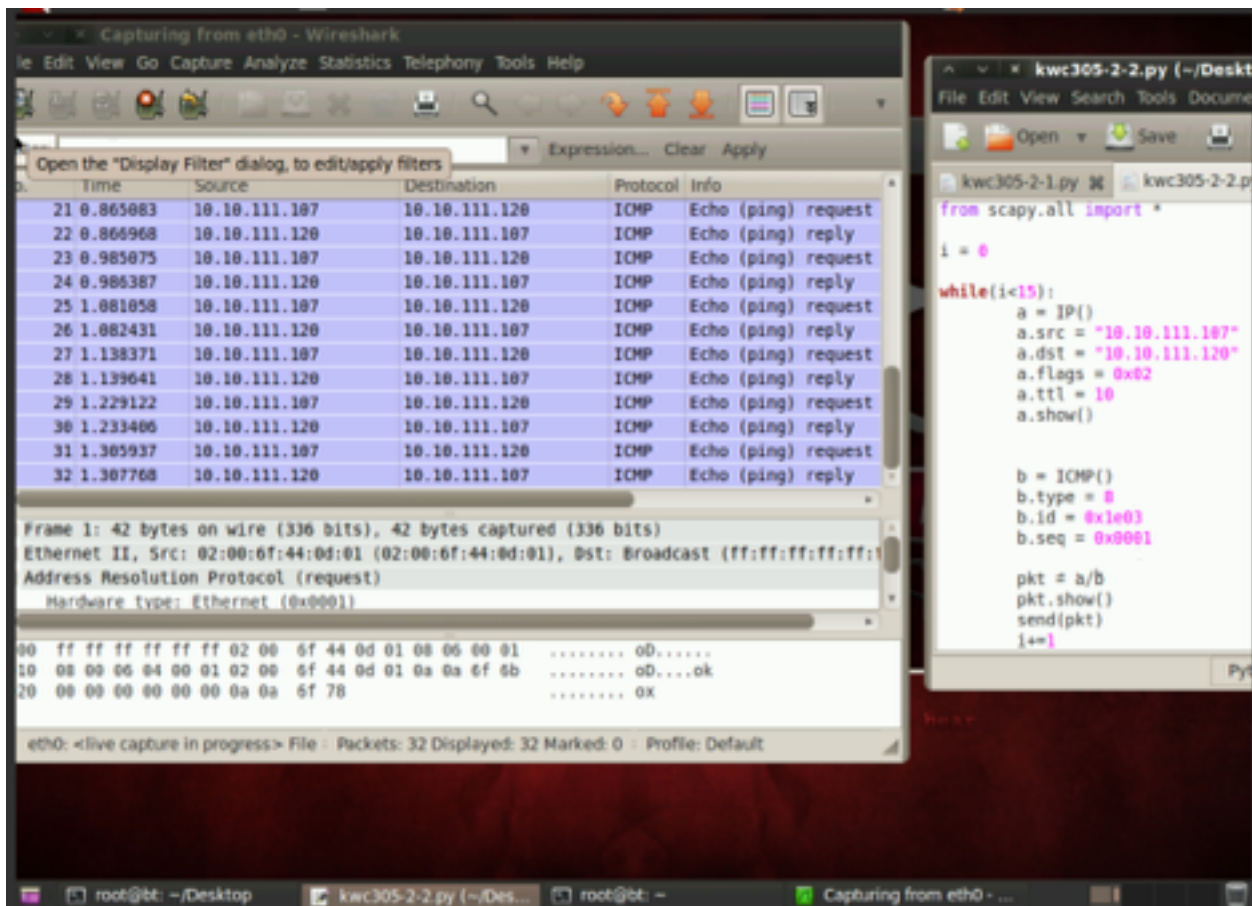 Capturing from eth0 - Wireshark
le Edit View Go Capture Analyze Statistics Telephony Tools Help
Expression... Clear Apply
Open the "Display Filter" dialog, to edit/apply filters
o. Time Source Destination Protocol Info
21 0.865083 10.10.111.107 10.10.111.120 ICMP Echo (ping) request
22 0.866968 10.10.111.120 10.10.111.107 ICMP Echo (ping) reply
23 0.985075 10.10.111.107 10.10.111.120 ICMP Echo (ping) request
24 0.986387 10.10.111.120 10.10.111.107 ICMP Echo (ping) reply
25 1.081058 10.10.111.107 10.10.111.120 ICMP Echo (ping) request
26 1.082431 10.10.111.120 10.10.111.107 ICMP Echo (ping) reply
27 1.138371 10.10.111.107 10.10.111.120 ICMP Echo (ping) request
28 1.139641 10.10.111.120 10.10.111.107 ICMP Echo (ping) reply
29 1.229122 10.10.111.107 10.10.111.120 ICMP Echo (ping) request
30 1.233406 10.10.111.120 10.10.111.107 ICMP Echo (ping) reply
31 1.305937 10.10.111.107 10.10.111.120 ICMP Echo (ping) request
32 1.307768 10.10.111.120 10.10.111.107 ICMP Echo (ping) reply
Frame 1: 42 bytes on wire (336 bits), 42 bytes captured (336 bits)
Ethernet II, Src: 02:00:6f:44:0d:01 (02:00:6f:44:0d:01), Dst: Broadcast (ff:ff:ff:ff:ff:f
Address Resolution Protocol (request)
Hardware type: Ethernet (0x0001)
00 ff ff ff ff ff ff 02 00 6f 44 0d 01 08 06 00 01 ........ oD......
10 08 00 06 04 00 01 02 00 6f 44 0d 01 0a 0a 6f 6b ........ oD....ok
20 00 00 00 00 00 00 0a 0a 6f 78 ........ ox
eth0: <live capture in progress> File : Packets: 32 Displayed: 32 Marked: 0 : Profile: Default
kwc305-2-2.py (~/Deskt
File Edit View Search Tools Docume
Open Save
kwc305-2-1.py kwc305-2-2.p
from scapy.all import *
i = 0
while(i<15):
a = IP()
a.src = "10.10.111.107"
a.dst = "10.10.111.120"
a.flags = 0x02
a.ttl = 10
a.show()
b = ICMP()
b.type = 8
b.id = 0x1e03
b.seq = 0x0001
pkt = a/b
pkt.show()
send(pkt)
i+=1
Pyt
root@bt: ~/Desktop kwc305-2-2.py (~/Des... root@bt: ~ Capturing from eth0 - ...